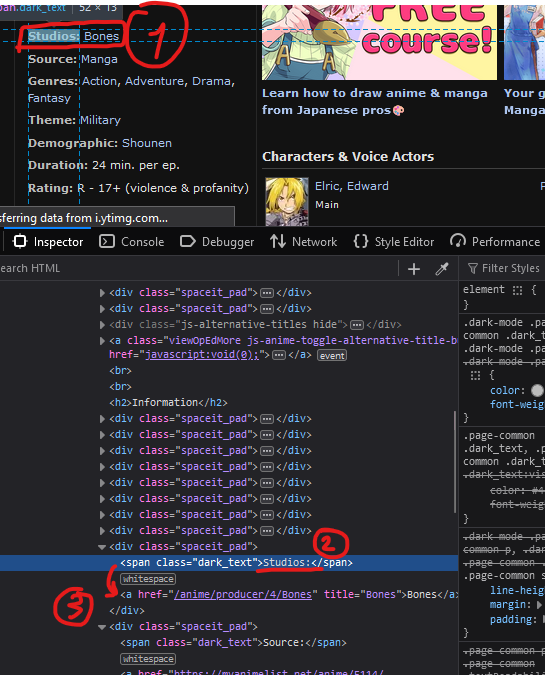 pan.dark_text | 52 × 13
Studios: Bones
1
Source: Manga
Genres: Action, Adventure, Drama,
Fantasy
Theme: Military
Demographic: Shounen
Duration: 24 min. per ep.
Rating: R - 17+ (violence & profanity)
sferring data from i.ytimg.com...
FREE
course!
Learn how to draw anime & manga
from Japanese pros🎨
Your g
Manga
Characters & Voice Actors
Elric, Edward
Main
Inspector
Console
Debugger
Network
Style Editor
Performance
earch HTML
Filter Styles
<div class="spaceit_pad"></div>
<div class="spaceit_pad"></div>
<div class="js-alternative-titles hide"></div>
<a class="viewOpEdMore js-anime-toggle-alternative-title-b
href="javascript:void(0);"></a> event
<br>
<br>
<h2>Information</h2>
<div class="spaceit_pad"></div>
<div class="spaceit_pad"></div>
<div class="spaceit_pad"></div>
<div class="spaceit_pad"></div>
<div class="spaceit_pad"></div>
<div class="spaceit_pad"></div>
<div class="spaceit_pad"></div>
<div class="spaceit_pad"></div>
<div class="spaceit_pad">
2
<span class="dark_text">Studios:</span>
whitespace
3
<a href="/anime/producer/4/Bones" title="Bones">Bones</a>
</div>
<div class="spaceit_pad">
<span class="dark_text">Source:</span>
whitespace
<a href="https://myanimelist.net/anime/5114/
element {
}
.dark-mode .pa
common .dark_t
.dark-mode .pa
.dark-mode .pa
{
color:
font-weig
}
.page-common
.dark_text, .p
common .dark_t
.dark_text:vis
color: #4
font-weig
}
.dark-mode .pa
common p, .da
.page-common .
.page-common s
line-heig
margin:
padding:
}
.page-common p
.page-common